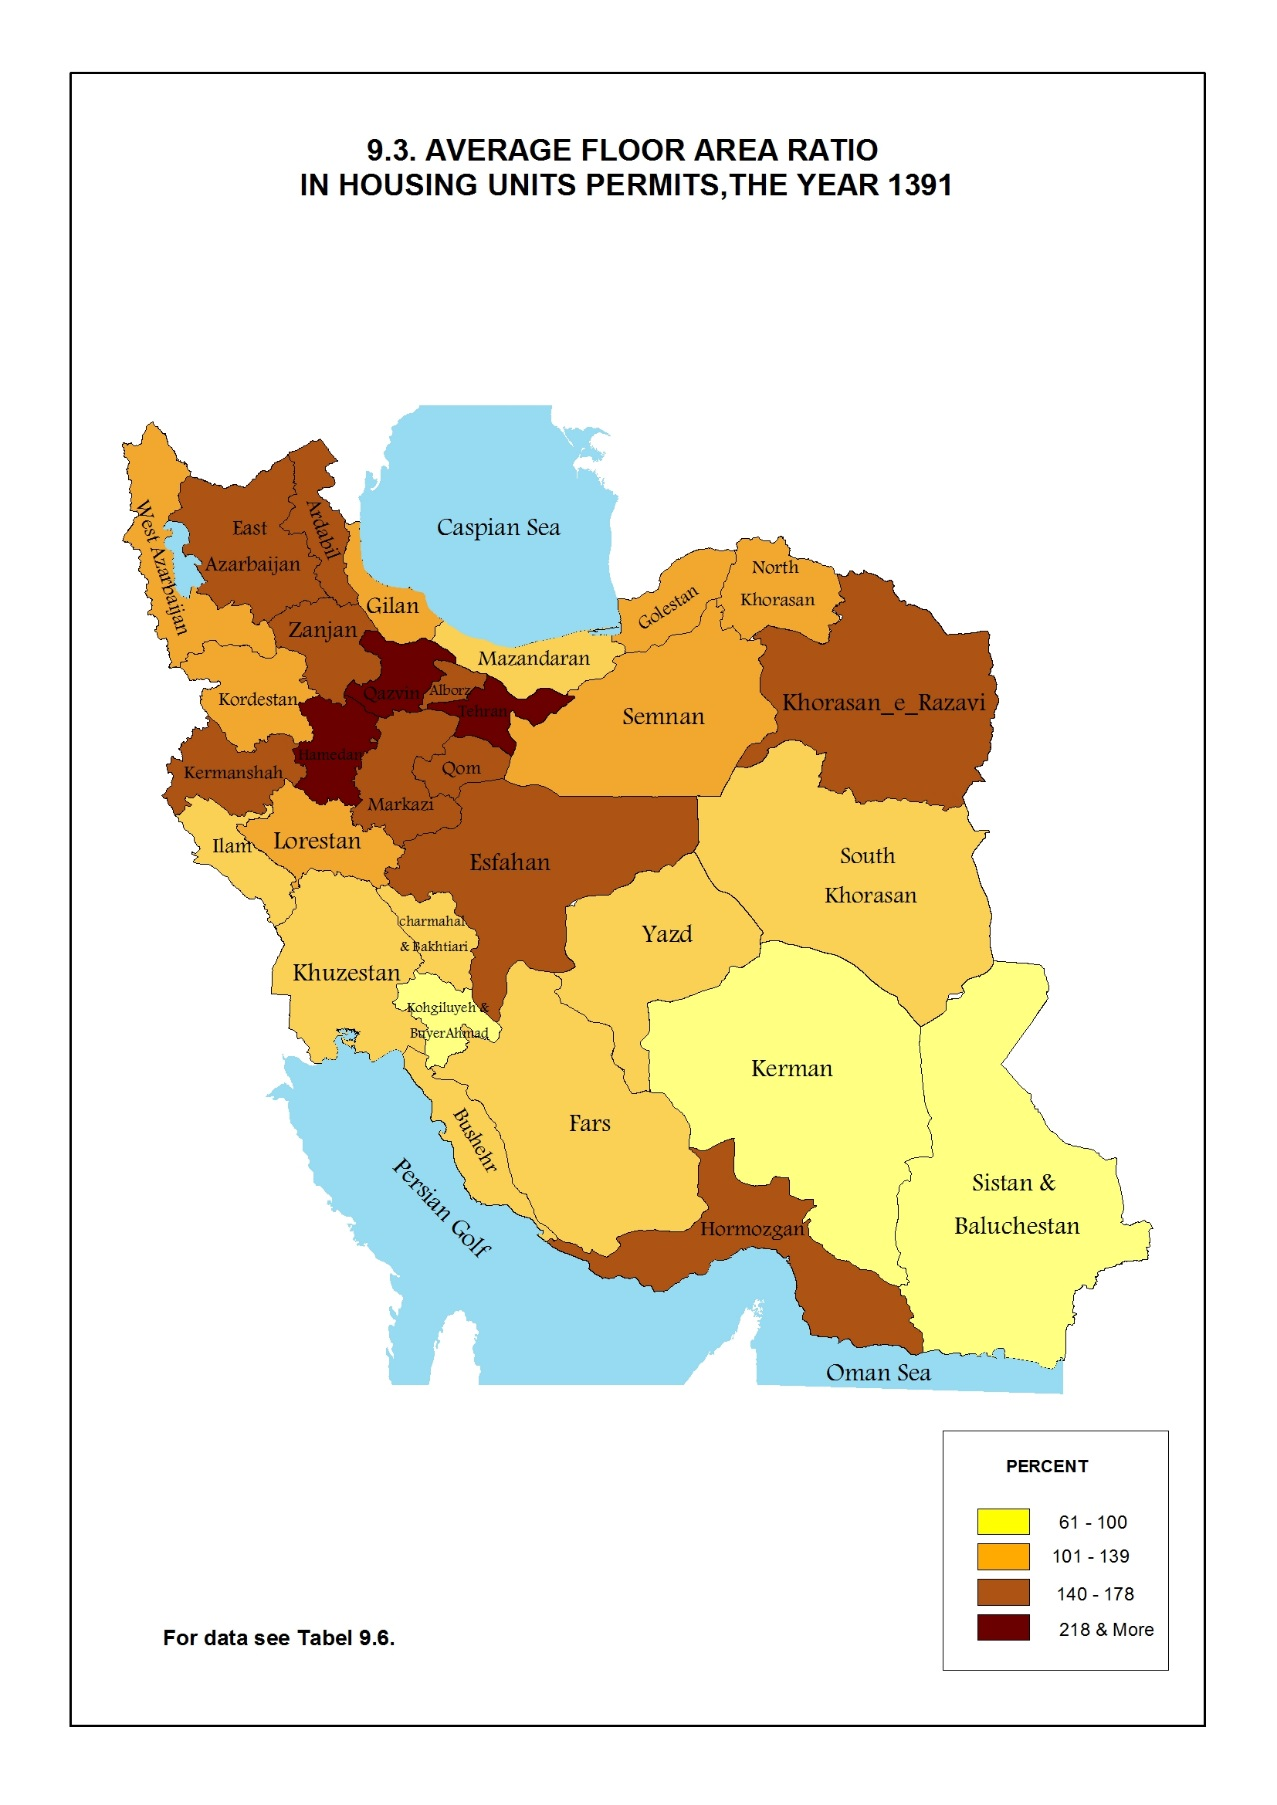 9.3. AVERAGE FLOOR AREA RATIO
IN HOUSING UNITS PERMITS,THE YEAR 1391
Caspian Sea
West Azarbaijan
East
Azarbaijan
Ardabil
Gilan
Zanjan
Golestan
North
Khorasan
Mazandaran
Kordestan
Qazvin
Alborz
Tehran
Semnan
Khorasan_e_Razavi
Hamedan
Kermanshah
Qom
Markazi
Ilam
Lorestan
Esfahan
South
Khorasan
charmahal
& Bakhtiari
Yazd
Khuzestan
Kohgiluyeh &
BuyerAhmad
Kerman
Fars
Bushehr
Persian Golf
Sistan &
Baluchestan
Hormozgan
Oman Sea
PERCENT
61 - 100
101 - 139
140 - 178
218 & More
For data see Tabel 9.6.